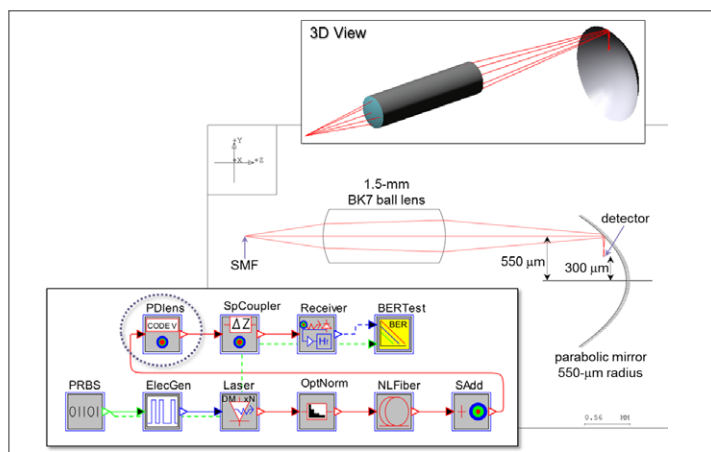 3D View
Y
X
Z
1.5-mm
BK7 ball lens
detector
SMF
550 µm
300 µm
parabolic mirror
550-µm radius
0.56 MM
PDlens
SpCoupler
Receiver
BERTest
CODE V
ΔZ
BER
PRBS
ElecGen
Laser
OptNorm
NLFiber
SAdd
01101